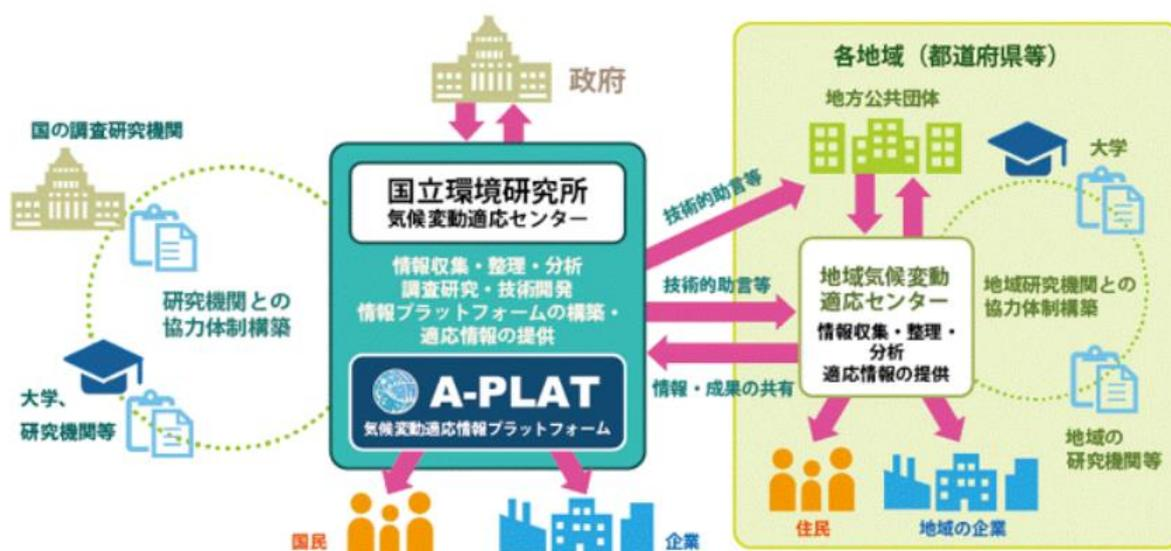 政府
国の調査研究機関
研究機関との
協力体制構築
大学、
研究機関等
国立環境研究所
気候変動適応センター
情報収集・整理・分析
調査研究・技術開発
情報プラットフォームの構築・
適応情報の提供
A-PLAT
気候変動適応情報プラットフォーム
国民
企業
技術的助言等
技術的助言等
情報・成果の共有
各地域（都道府県等）
地方公共団体
大学
地域気候変動
適応センター
情報収集・整理・
分析
適応情報の提供
地域研究機関との
協力体制構築
地域の
研究機関等
住民
地域の企業